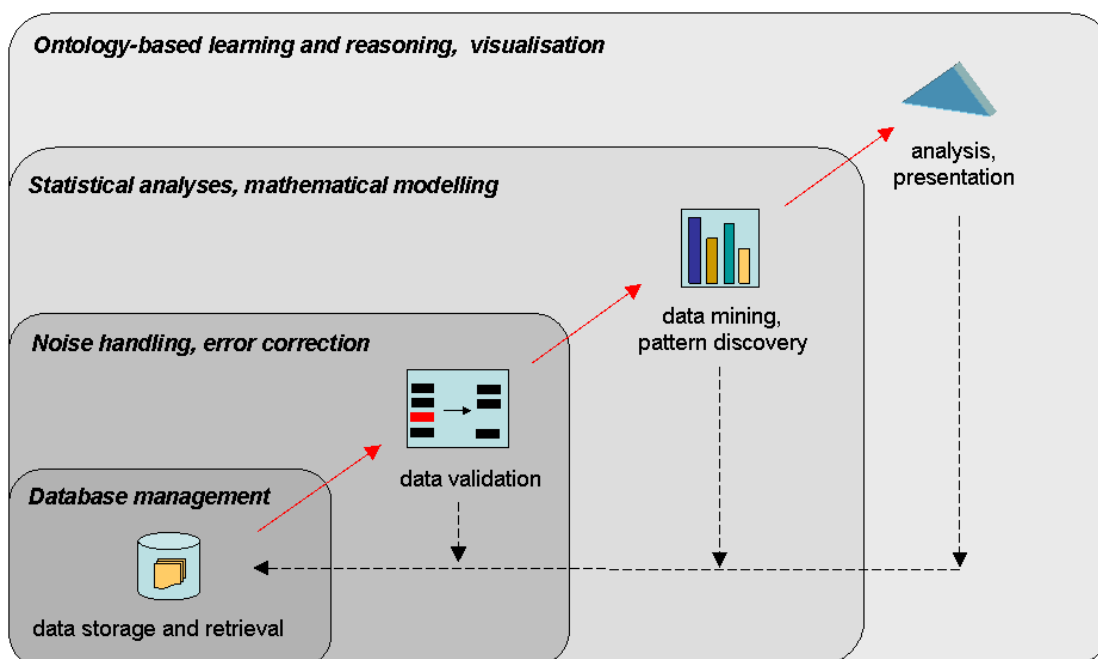 Ontology-based learning and reasoning, visualisation
analysis,
presentation
Statistical analyses, mathematical modelling
data mining,
pattern discovery
Noise handling, error correction
data validation
Database management
data storage and retrieval